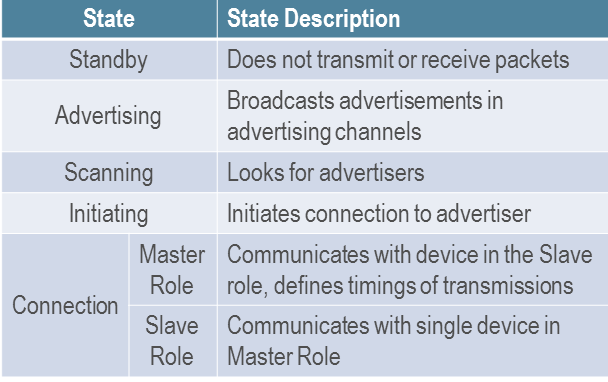 State State Description
Standby Does not transmit or receive packets
Advertising Broadcasts advertisements in
advertising channels
Scanning Looks for advertisers
Initiating Initiates connection to advertiser
Connection
Master
Role
Communicates with device in the Slave
role, defines timings of transmissions
Slave
Role
Communicates with single device in
Master Role